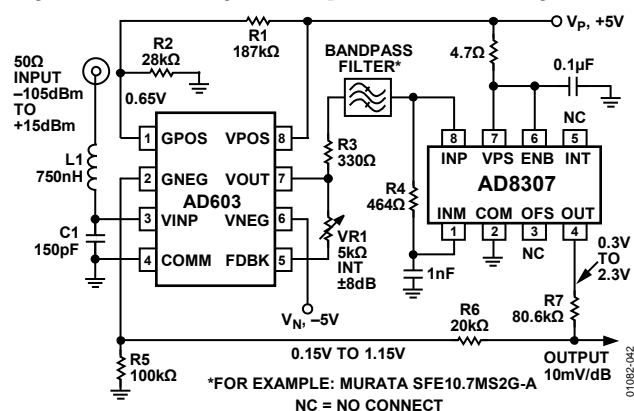 V_P, +5V
R1
187kΩ
R2
28kΩ
50Ω
INPUT
–105dBm
TO
+15dBm
0.65V
BANDPASS
FILTER*
4.7Ω
0.1µF
NC
L1
750nH
C1
150pF
1 GPOS VPOS 8
2 GNEG VOUT 7
AD603
3 VINP VNEG 6
4 COMM FDBK 5
R3
330Ω
VR1
5kΩ
INT
±8dB
R4
464Ω
8 7 6 5
INP VPS ENB INT
AD8307
INM COM OFS OUT
1 2 3 4
NC
1nF
V_N, –5V
0.3V
TO
2.3V
R7
80.6kΩ
R6
20kΩ
R5
100kΩ
0.15V TO 1.15V
OUTPUT
10mV/dB
*FOR EXAMPLE: MURATA SFE10.7MS2G-A
NC = NO CONNECT
01082-042